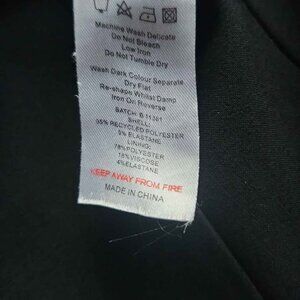 Machine Wash Delicate
Do Not Bleach
Low Iron
Do Not Tumble Dry
Wash Dark Colour Separate
Dry Flat
Re-shape Whilst Damp
Iron On Reverse
BATCH: B 11381
SHELL:
95% RECYCLED POLYESTER
5% ELASTANE
LINING:
78%POLYESTER
18%VISCOSE
4%ELASTANE
KEEP AWAY FROM FIRE
MADE IN CHINA